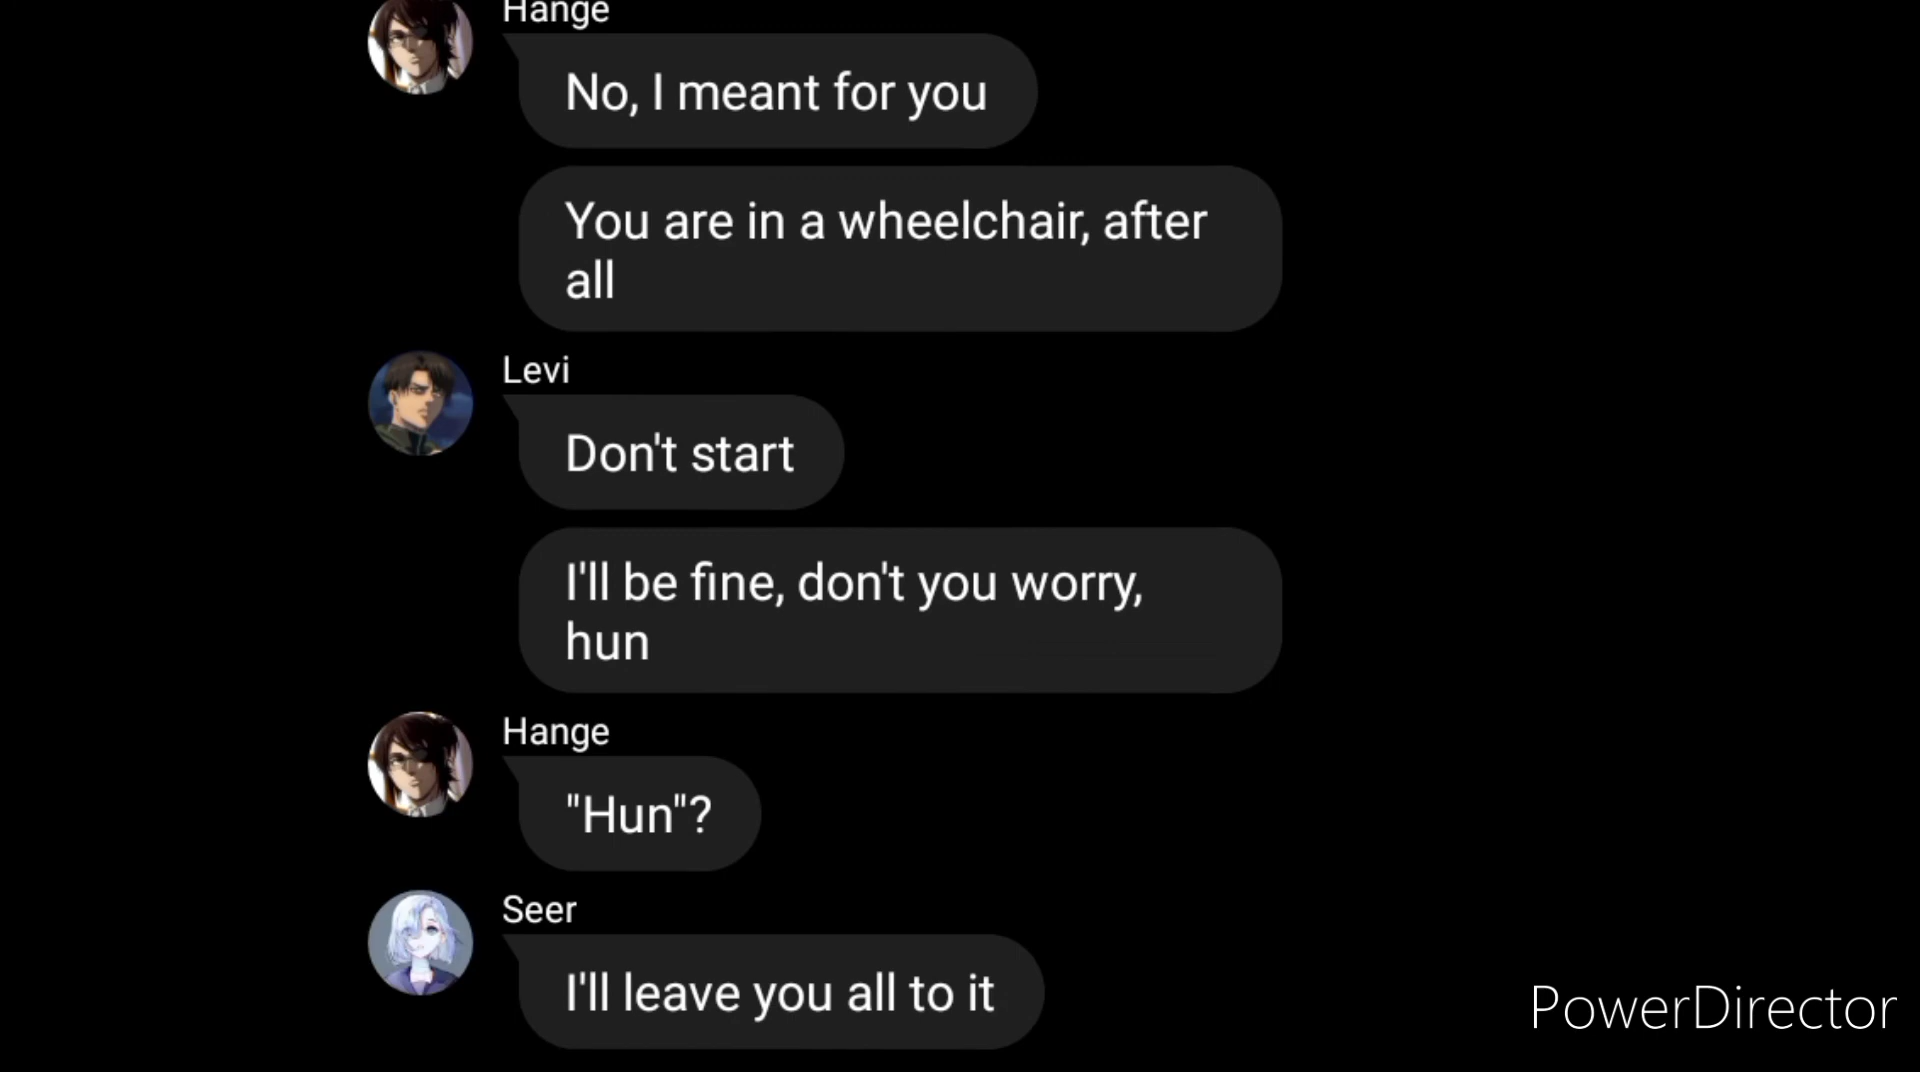 Hange
No, I meant for you
You are in a wheelchair, after
all
Levi
Don't start
I'll be fine, don't you worry,
hun
Hange
"Hun"?
Seer
I'll leave you all to it
PowerDirector